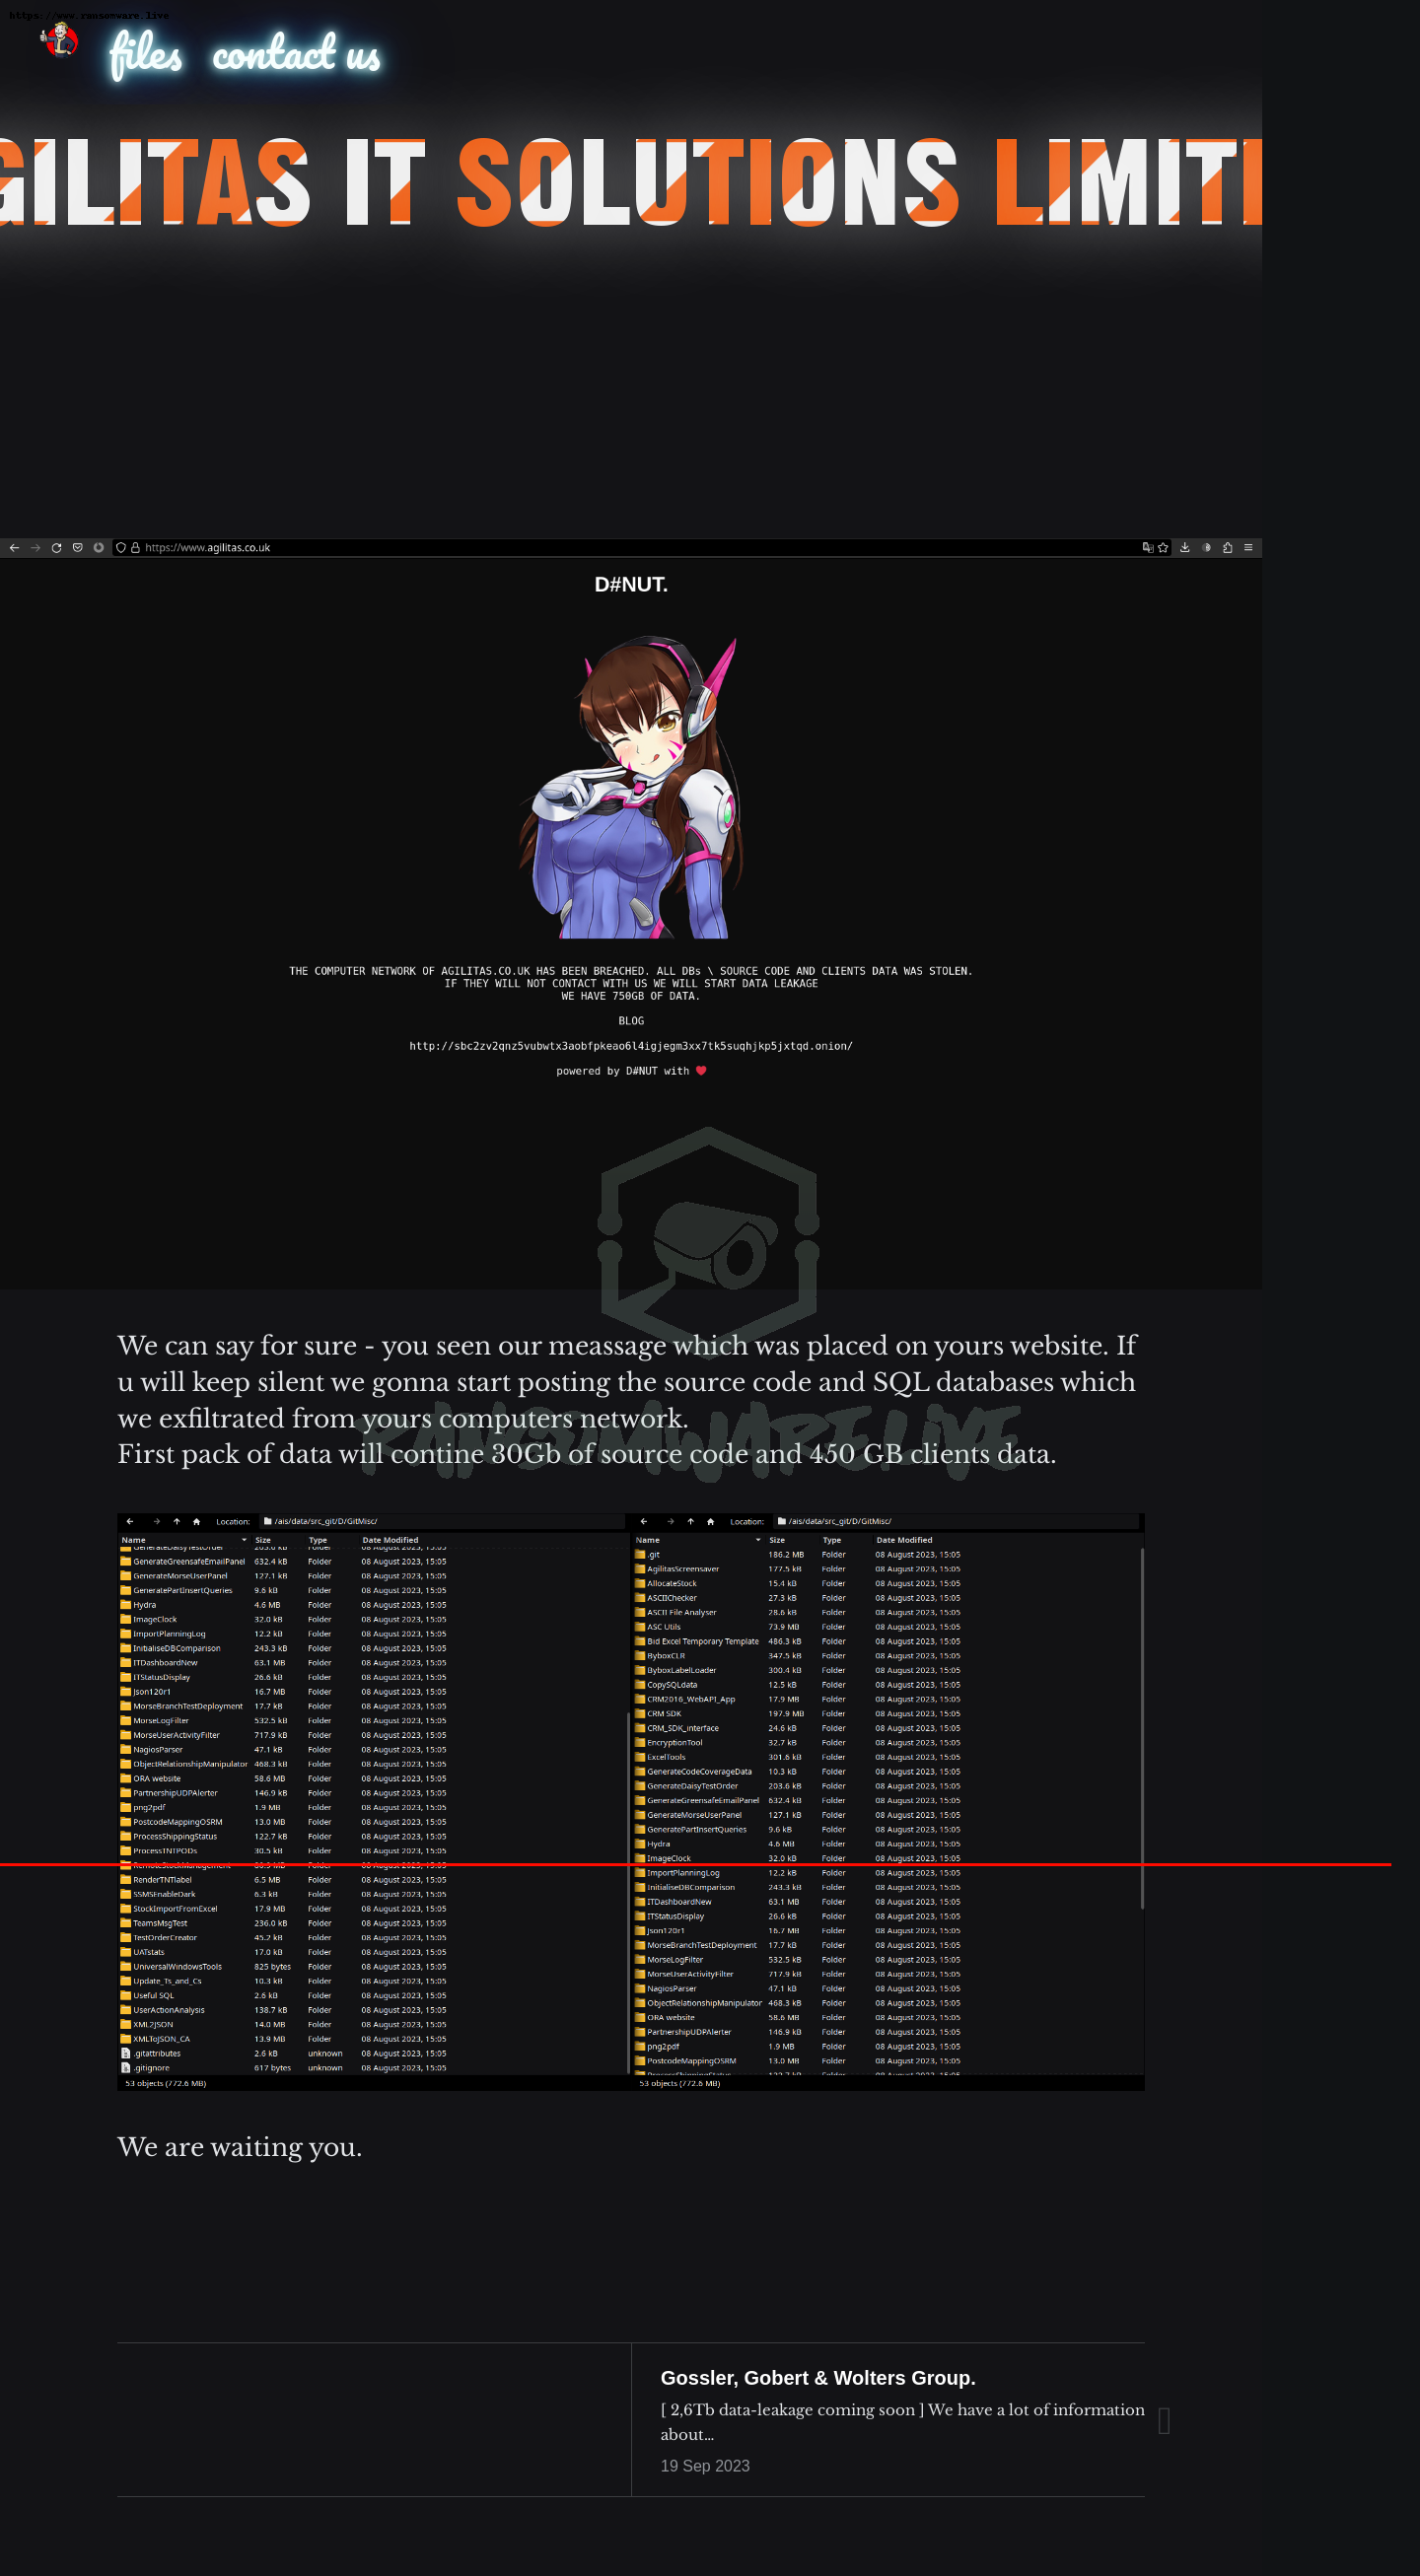 https://www.ransomware.live
files contact us
GILITAS IT SOLUTIONS LIMITE
https://www.agilitas.co.uk
D#NUT.
THE COMPUTER NETWORK OF AGILITAS.CO.UK HAS BEEN BREACHED. ALL DBs \ SOURCE CODE AND CLIENTS DATA WAS STOLEN.
IF THEY WILL NOT CONTACT WITH US WE WILL START DATA LEAKAGE
WE HAVE 750GB OF DATA.
BLOG
http://sbc2zv2qnz5vubwtx3aobfpkeao6l4igjegm3xx7tk5suqhjkp5jxtqd.onion/
powered by D#NUT with ❤
We can say for sure - you seen our meassage which was placed on yours website. If
u will keep silent we gonna start posting the source code and SQL databases which
we exfiltrated from yours computers network.
RANSOMWARE.LIVE
First pack of data will contine 30Gb of source code and 450 GB clients data.
Location: /ais/data/src_git/D/GitMisc/
Name Size Type Date Modified
GenerateDaisyTestOrder 203.6 kB Folder 08 August 2023, 15:05
GenerateGreensafeEmailPanel 632.4 kB Folder 08 August 2023, 15:05
GenerateMorseUserPanel 127.1 kB Folder 08 August 2023, 15:05
GeneratePartInsertQueries 9.6 kB Folder 08 August 2023, 15:05
Hydra 4.6 MB Folder 08 August 2023, 15:05
ImageClock 32.0 kB Folder 08 August 2023, 15:05
ImportPlanningLog 12.2 kB Folder 08 August 2023, 15:05
InitialiseDBComparison 243.3 kB Folder 08 August 2023, 15:05
ITDashboardNew 63.1 MB Folder 08 August 2023, 15:05
ITStatusDisplay 26.6 kB Folder 08 August 2023, 15:05
Json120r1 16.7 MB Folder 08 August 2023, 15:05
MorseBranchTestDeployment 17.7 kB Folder 08 August 2023, 15:05
MorseLogFilter 532.5 kB Folder 08 August 2023, 15:05
MorseUserActivityFilter 717.9 kB Folder 08 August 2023, 15:05
NagiosParser 47.1 kB Folder 08 August 2023, 15:05
ObjectRelationshipManipulator 468.3 kB Folder 08 August 2023, 15:05
ORA website 58.6 MB Folder 08 August 2023, 15:05
PartnershipUDPAlerter 146.9 kB Folder 08 August 2023, 15:05
png2pdf 1.9 MB Folder 08 August 2023, 15:05
PostcodeMappingOSRM 13.0 MB Folder 08 August 2023, 15:05
ProcessShippingStatus 122.7 kB Folder 08 August 2023, 15:05
ProcessTNTPODs 30.5 kB Folder 08 August 2023, 15:05
RemoteStockManagement Folder 08 August 2023, 15:05
RenderTNTlabel 6.5 MB Folder 08 August 2023, 15:05
SSMSEnableDark 6.3 kB Folder 08 August 2023, 15:05
StockImportFromExcel 17.9 MB Folder 08 August 2023, 15:05
TeamsMsgTest 236.0 kB Folder 08 August 2023, 15:05
TestOrderCreator 45.2 kB Folder 08 August 2023, 15:05
UATstats 17.0 kB Folder 08 August 2023, 15:05
UniversalWindowsTools 825 bytes Folder 08 August 2023, 15:05
Update_Ts_and_Cs 10.3 kB Folder 08 August 2023, 15:05
Useful SQL 2.6 kB Folder 08 August 2023, 15:05
UserActionAnalysis 138.7 kB Folder 08 August 2023, 15:05
XML2JSON 14.0 MB Folder 08 August 2023, 15:05
XMLToJSON_CA 13.9 MB Folder 08 August 2023, 15:05
.gitattributes 2.6 kB unknown 08 August 2023, 15:05
.gitignore 617 bytes unknown 08 August 2023, 15:05
53 objects (772.6 MB)
Location: /ais/data/src_git/D/GitMisc/
Name Size Type Date Modified
.git 186.2 MB Folder 08 August 2023, 15:05
AgilitasScreensaver 177.5 kB Folder 08 August 2023, 15:05
AllocateStock 15.4 kB Folder 08 August 2023, 15:05
ASCIIChecker 27.3 kB Folder 08 August 2023, 15:05
ASCII File Analyser 28.6 kB Folder 08 August 2023, 15:05
ASC Utils 73.9 MB Folder 08 August 2023, 15:05
Bid Excel Temporary Template 486.3 kB Folder 08 August 2023, 15:05
ByboxCLR 347.5 kB Folder 08 August 2023, 15:05
ByboxLabelLoader 300.4 kB Folder 08 August 2023, 15:05
CopySQLdata 12.5 kB Folder 08 August 2023, 15:05
CRM2016_WebAPI_App 17.9 MB Folder 08 August 2023, 15:05
CRM SDK 197.9 MB Folder 08 August 2023, 15:05
CRM_SDK_interface 24.6 kB Folder 08 August 2023, 15:05
EncryptionTool 32.7 kB Folder 08 August 2023, 15:05
ExcelTools 301.6 kB Folder 08 August 2023, 15:05
GenerateCodeCoverageData 10.3 kB Folder 08 August 2023, 15:05
GenerateDaisyTestOrder 203.6 kB Folder 08 August 2023, 15:05
GenerateGreensafeEmailPanel 632.4 kB Folder 08 August 2023, 15:05
GenerateMorseUserPanel 127.1 kB Folder 08 August 2023, 15:05
GeneratePartInsertQueries 9.6 kB Folder 08 August 2023, 15:05
Hydra 4.6 MB Folder 08 August 2023, 15:05
ImageClock 32.0 kB Folder 08 August 2023, 15:05
ImportPlanningLog 12.2 kB Folder 08 August 2023, 15:05
InitialiseDBComparison 243.3 kB Folder 08 August 2023, 15:05
ITDashboardNew 63.1 MB Folder 08 August 2023, 15:05
ITStatusDisplay 26.6 kB Folder 08 August 2023, 15:05
Json120r1 16.7 MB Folder 08 August 2023, 15:05
MorseBranchTestDeployment 17.7 kB Folder 08 August 2023, 15:05
MorseLogFilter 532.5 kB Folder 08 August 2023, 15:05
MorseUserActivityFilter 717.9 kB Folder 08 August 2023, 15:05
NagiosParser 47.1 kB Folder 08 August 2023, 15:05
ObjectRelationshipManipulator 468.3 kB Folder 08 August 2023, 15:05
ORA website 58.6 MB Folder 08 August 2023, 15:05
PartnershipUDPAlerter 146.9 kB Folder 08 August 2023, 15:05
png2pdf 1.9 MB Folder 08 August 2023, 15:05
PostcodeMappingOSRM 13.0 MB Folder 08 August 2023, 15:05
ProcessShippingStatus 122.7 kB Folder 08 August 2023, 15:05
53 objects (772.6 MB)
We are waiting you.
Gossler, Gobert & Wolters Group.
[ 2,6Tb data-leakage coming soon ] We have a lot of information
about...
19 Sep 2023